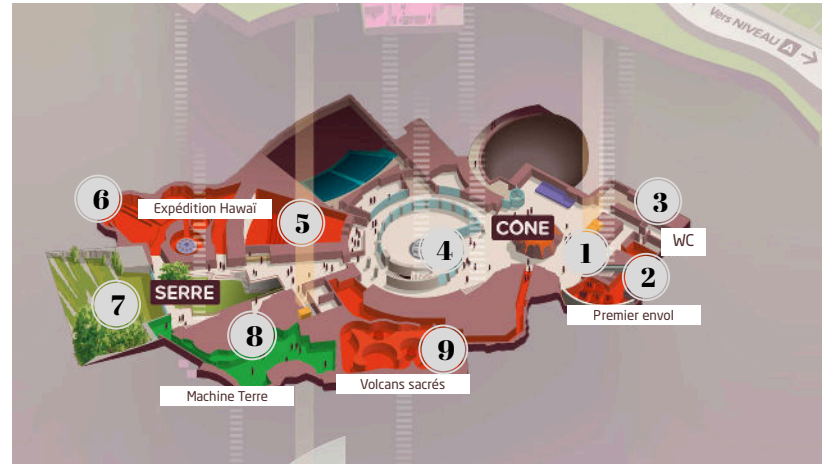 Vers NIVEAU A →
6
Expédition Hawaï
5
3
CÔNE
4
1
WC
2
SERRE
7
Premier envol
8
9
Volcans sacrés
Machine Terre